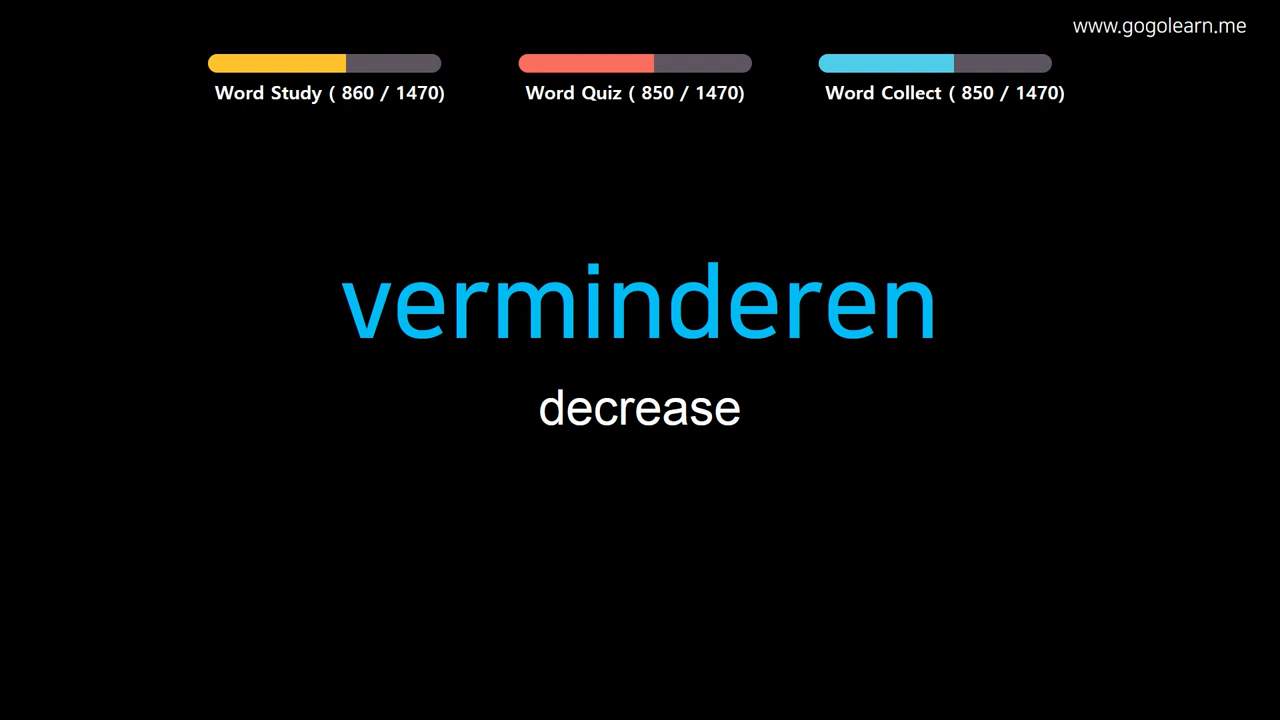 www.gogolearn.me
Word Study ( 860 / 1470)
Word Quiz ( 850 / 1470)
Word Collect ( 850 / 1470)
verminderen
decrease